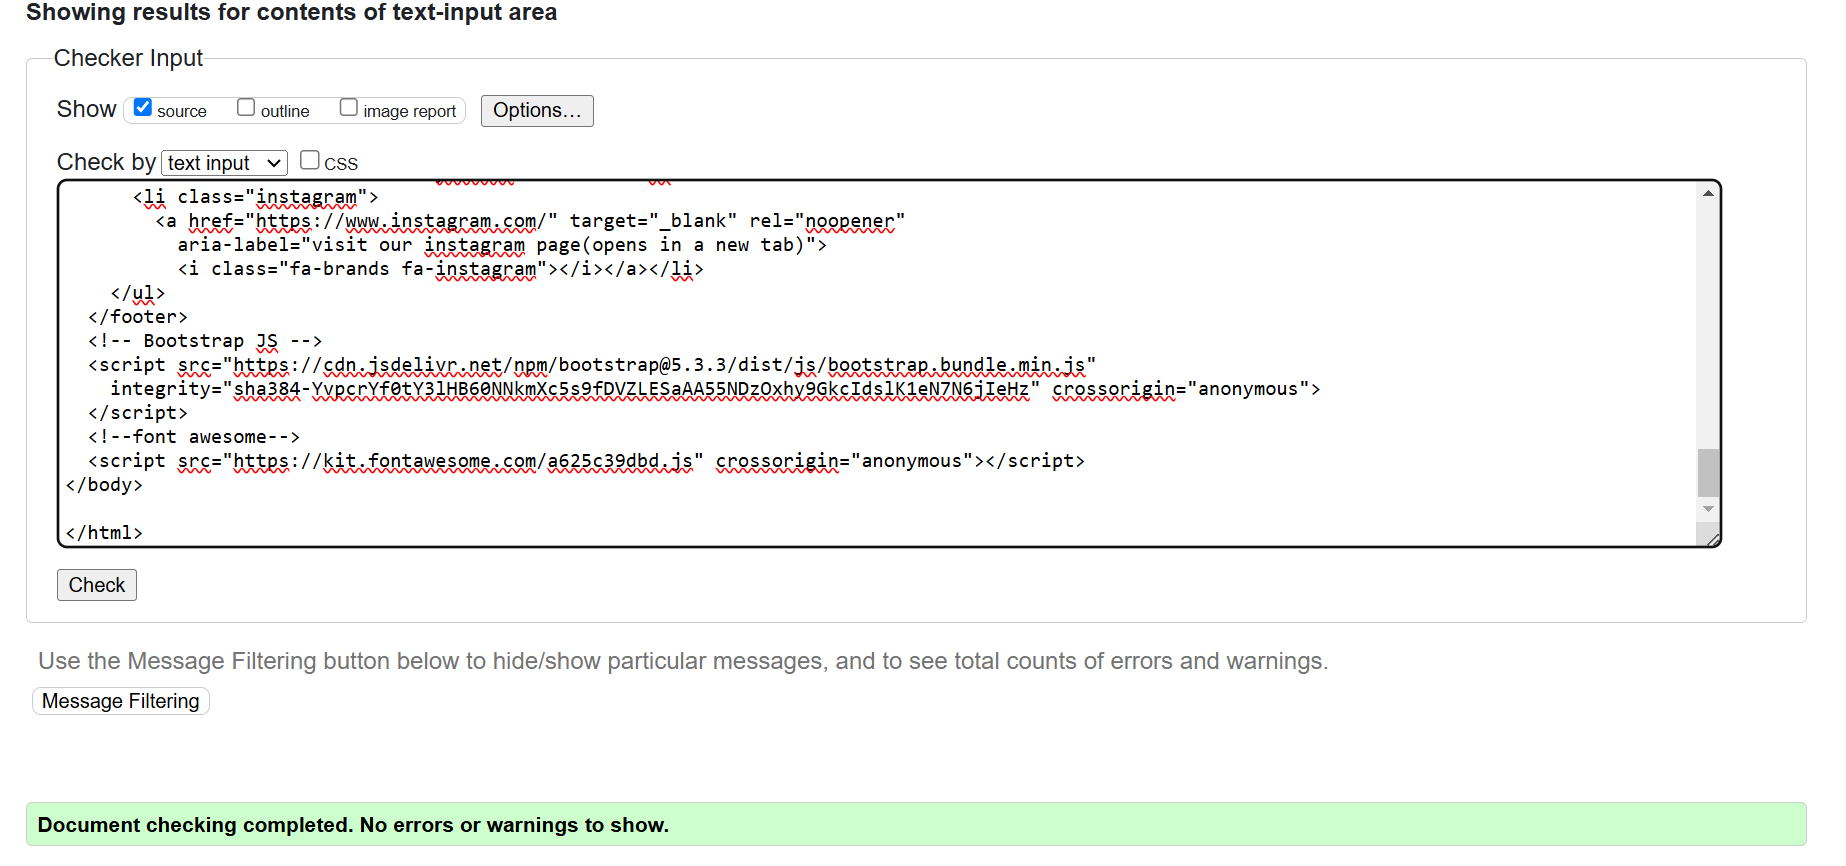 Showing results for contents of text-input area
Checker Input
Show source outline image report Options...
Check by text input CSS
<li class="instagram">
<a href="https://www.instagram.com/" target="_blank" rel="noopener"
aria-label="visit our instagram page(opens in a new tab)">
<i class="fa-brands fa-instagram"></i></a></li>
</ul>
</footer>
<!-- Bootstrap JS -->
<script src="https://cdn.jsdelivr.net/npm/bootstrap@5.3.3/dist/js/bootstrap.bundle.min.js"
integrity="sha384-YvpcrYf0tY3lHB60NNkmXc5s9fDVZLESaAA55NDzOxhy9GkcIdslK1eN7N6jIeHz" crossorigin="anonymous">
</script>
<!--font awesome-->
<script src="https://kit.fontawesome.com/a625c39dbd.js" crossorigin="anonymous"></script>
</body>
</html>
Check
Use the Message Filtering button below to hide/show particular messages, and to see total counts of errors and warnings.
Message Filtering
Document checking completed. No errors or warnings to show.